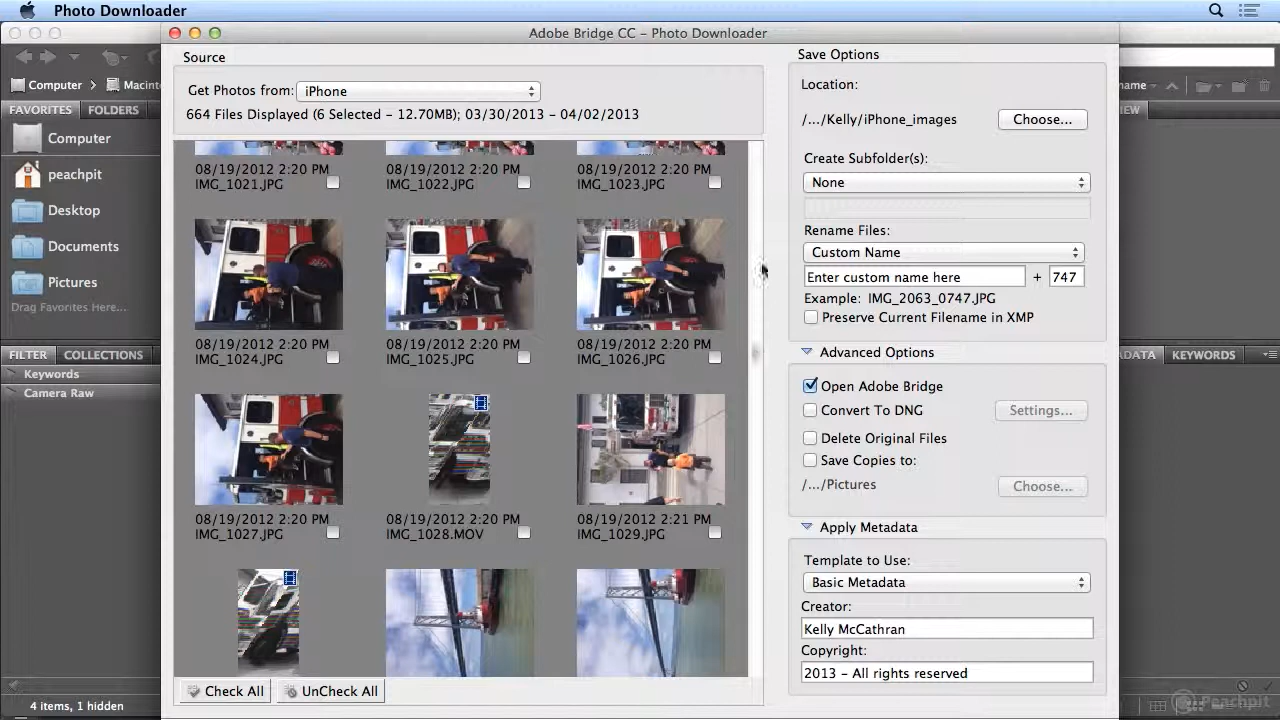 Photo Downloader
Adobe Bridge CC – Photo Downloader
Computer
Macint
name
FAVORITES
FOLDERS
Computer
peachpit
Desktop
Documents
Pictures
Drag Favorites Here...
FILTER
COLLECTIONS
Keywords
Camera Raw
4 items, 1 hidden
Source
Get Photos from:
iPhone
664 Files Displayed (6 Selected – 12.70MB); 03/30/2013 – 04/02/2013
08/19/2012 2:20 PM
IMG_1021.JPG
08/19/2012 2:20 PM
IMG_1022.JPG
08/19/2012 2:20 PM
IMG_1023.JPG
08/19/2012 2:20 PM
IMG_1024.JPG
08/19/2012 2:20 PM
IMG_1025.JPG
08/19/2012 2:20 PM
IMG_1026.JPG
08/19/2012 2:20 PM
IMG_1027.JPG
08/19/2012 2:20 PM
IMG_1028.MOV
08/19/2012 2:21 PM
IMG_1029.JPG
Check All
UnCheck All
Save Options
Location:
/.../Kelly/iPhone_images
Choose...
Create Subfolder(s):
None
Rename Files:
Custom Name
Enter custom name here + 747
Example: IMG_2063_0747.JPG
Preserve Current Filename in XMP
Advanced Options
Open Adobe Bridge
Convert To DNG
Settings...
Delete Original Files
Save Copies to:
/.../Pictures
Choose...
Apply Metadata
Template to Use:
Basic Metadata
Creator:
Kelly McCathran
Copyright:
2013 – All rights reserved
IEW
ADATA
KEYWORDS
Peachpit